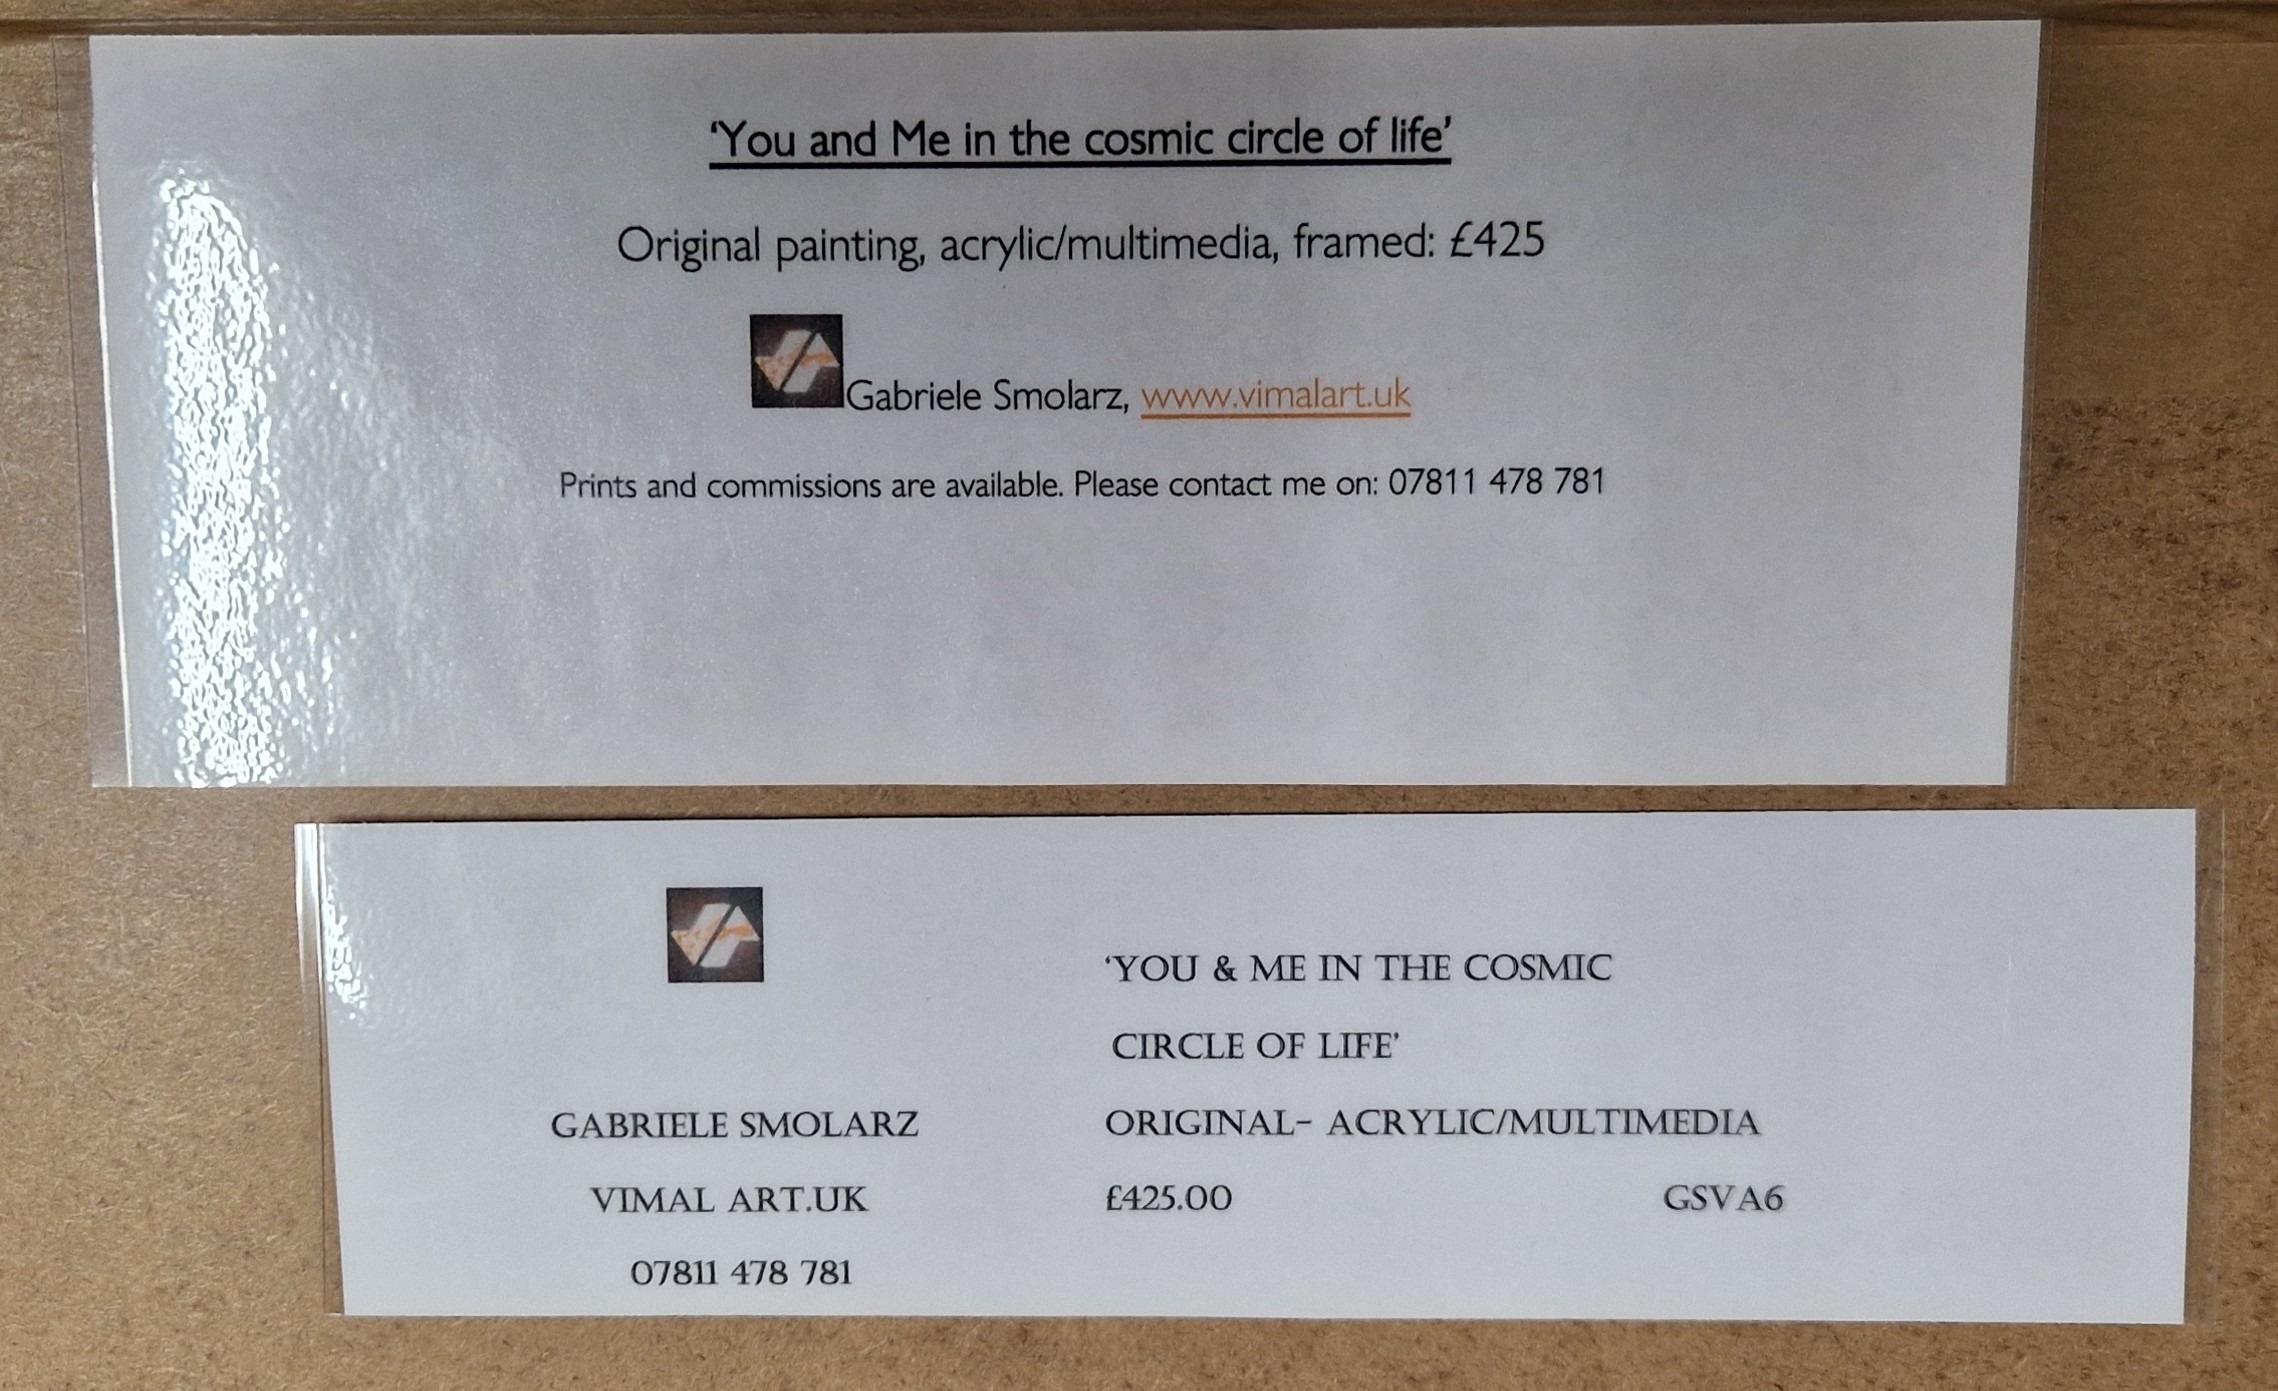 ‘You and Me in the cosmic circle of life’
Original painting, acrylic/multimedia, framed: £425
Gabriele Smolarz, www.vimalart.uk
Prints and commissions are available. Please contact me on: 07811 478 781
‘YOU & ME IN THE COSMIC
CIRCLE OF LIFE’
GABRIELE SMOLARZ ORIGINAL- ACRYLIC/MULTIMEDIA
VIMAL ART.UK £425.00 GSVA6
07811 478 781